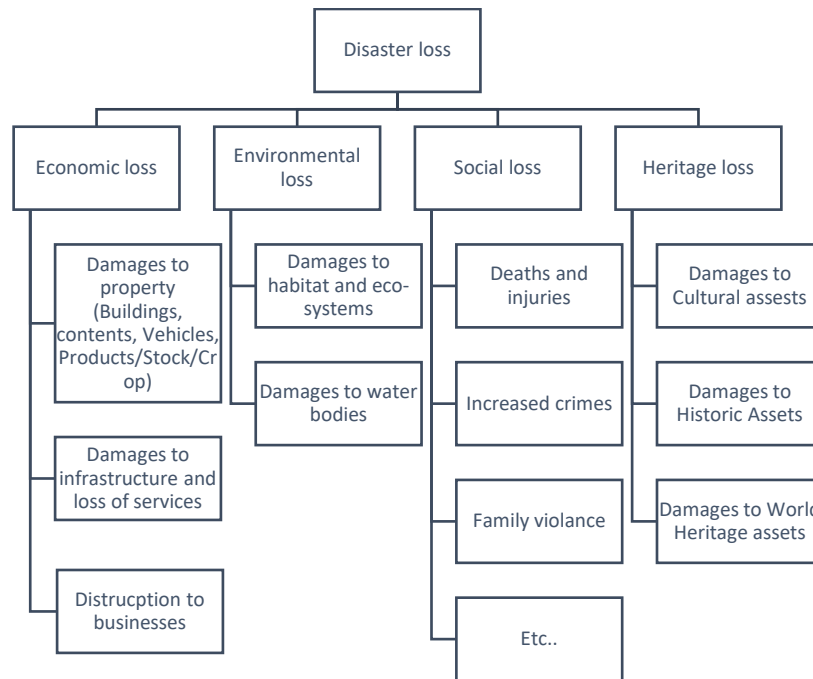 Disaster loss
Economic loss
Environmental
loss
Social loss
Heritage loss
Damages to
property
(Buildings,
contents, Vehicles,
Products/Stock/Cr
op)
Damages to
infrastructure and
loss of services
Distrucption to
businesses
Damages to
habitat and eco-
systems
Damages to water
bodies
Deaths and
injuries
Increased crimes
Family violance
Etc..
Damages to
Cultural assests
Damages to
Historic Assets
Damages to World
Heritage assets